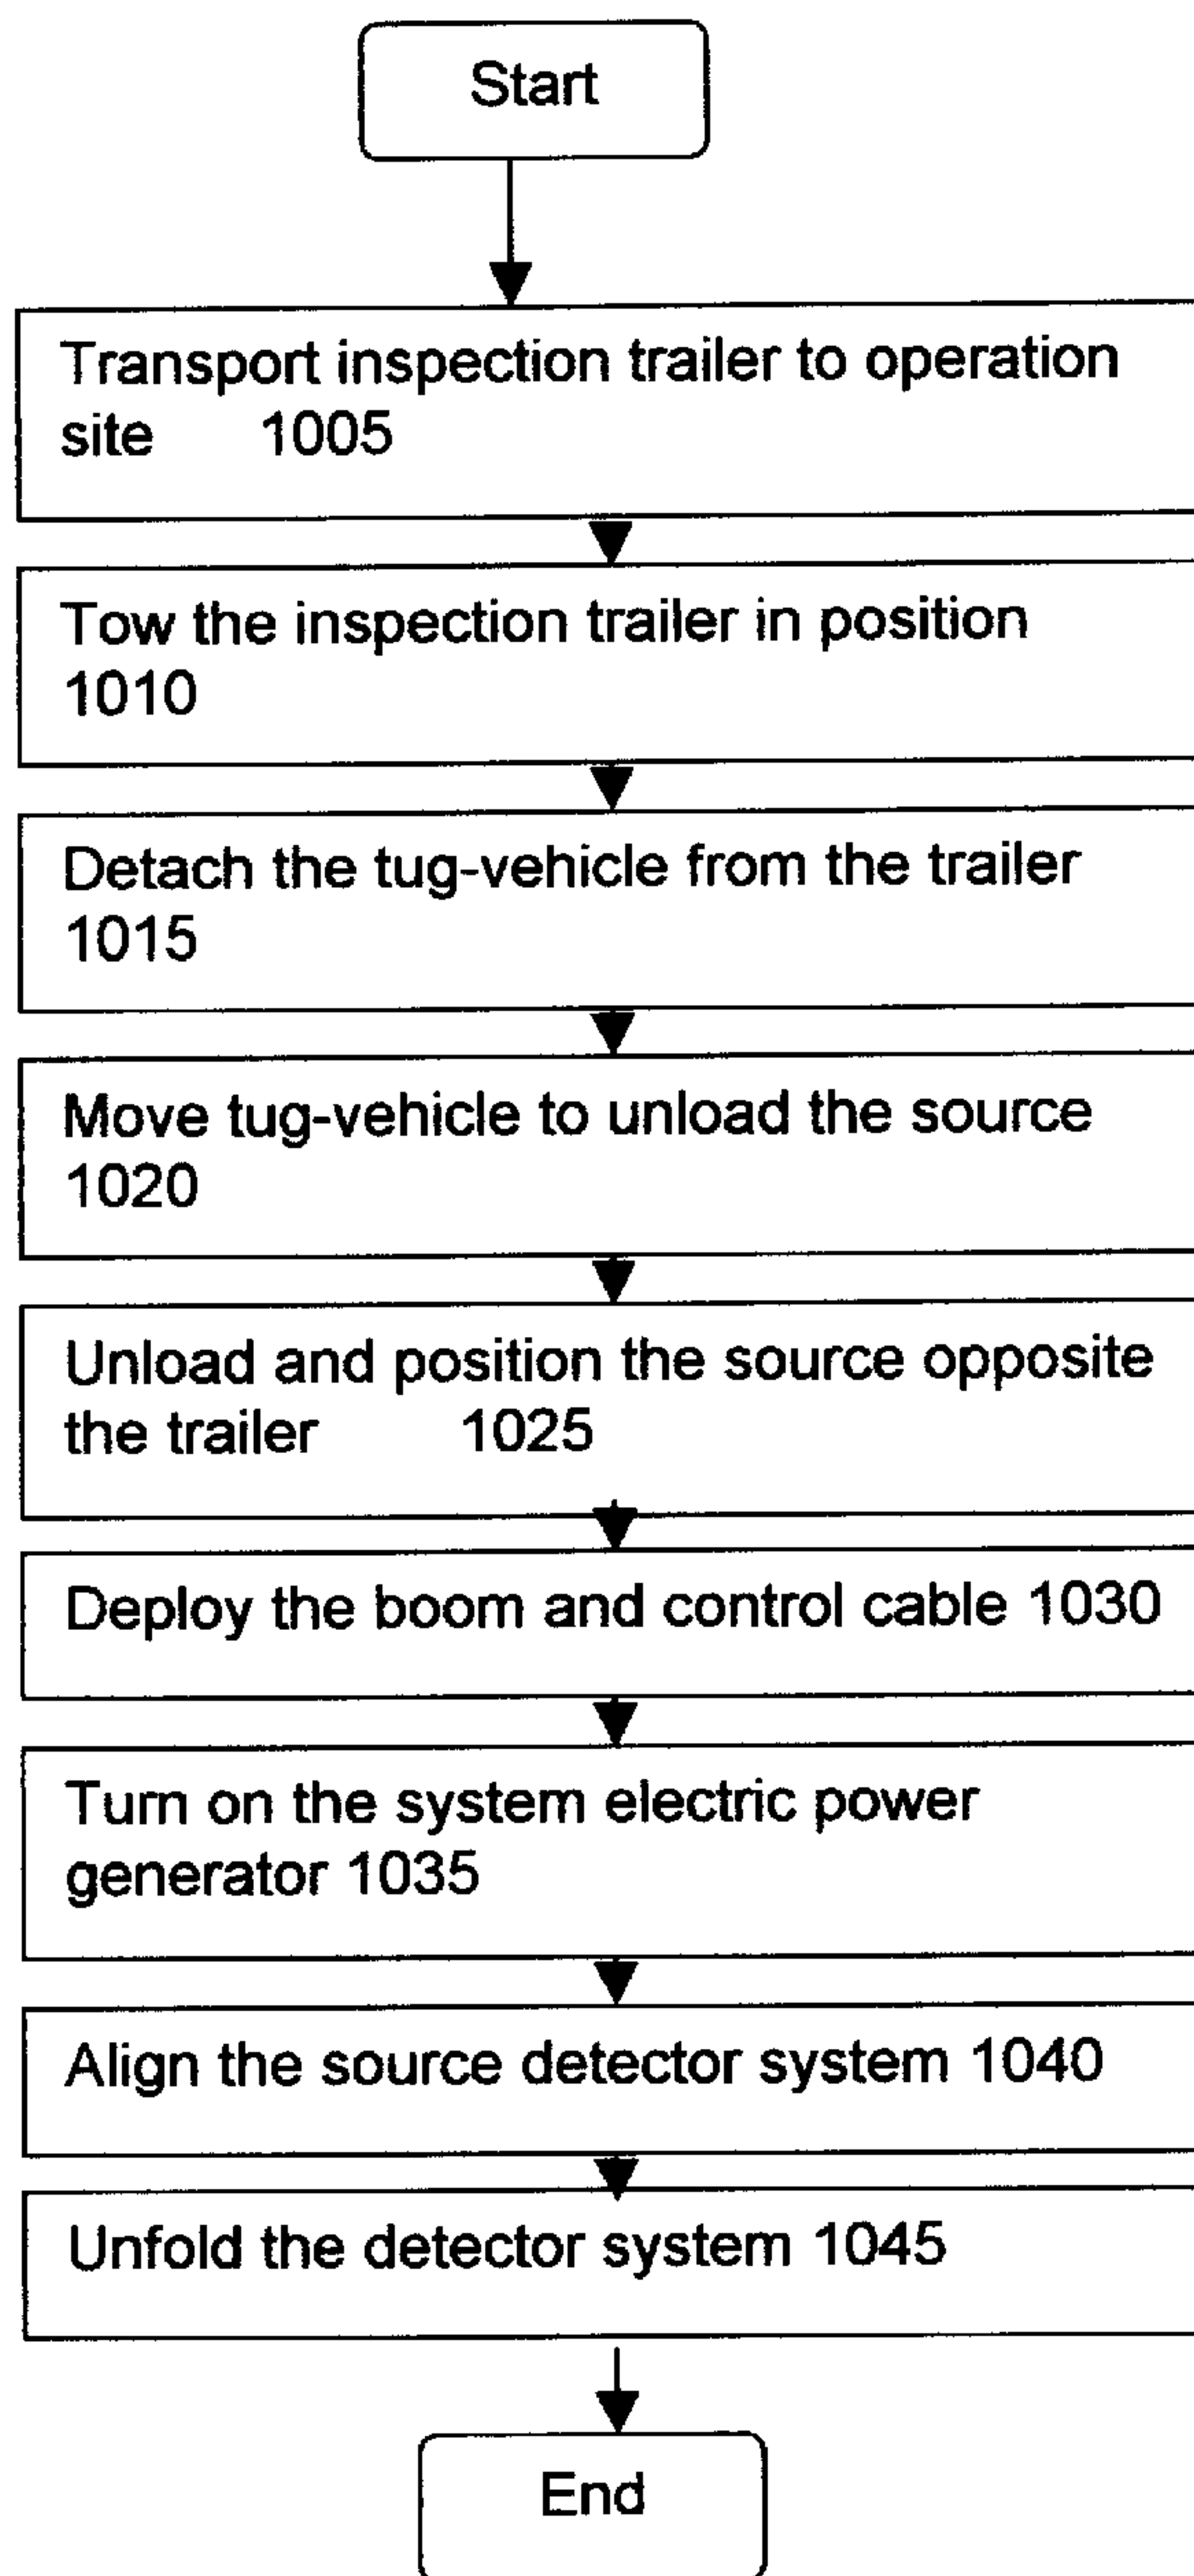 Start
Transport inspection trailer to operation
site 1005
Tow the inspection trailer in position
1010
Detach the tug-vehicle from the trailer
1015
Move tug-vehicle to unload the source
1020
Unload and position the source opposite
the trailer 1025
Deploy the boom and control cable 1030
Turn on the system electric power
generator 1035
Align the source detector system 1040
Unfold the detector system 1045
End